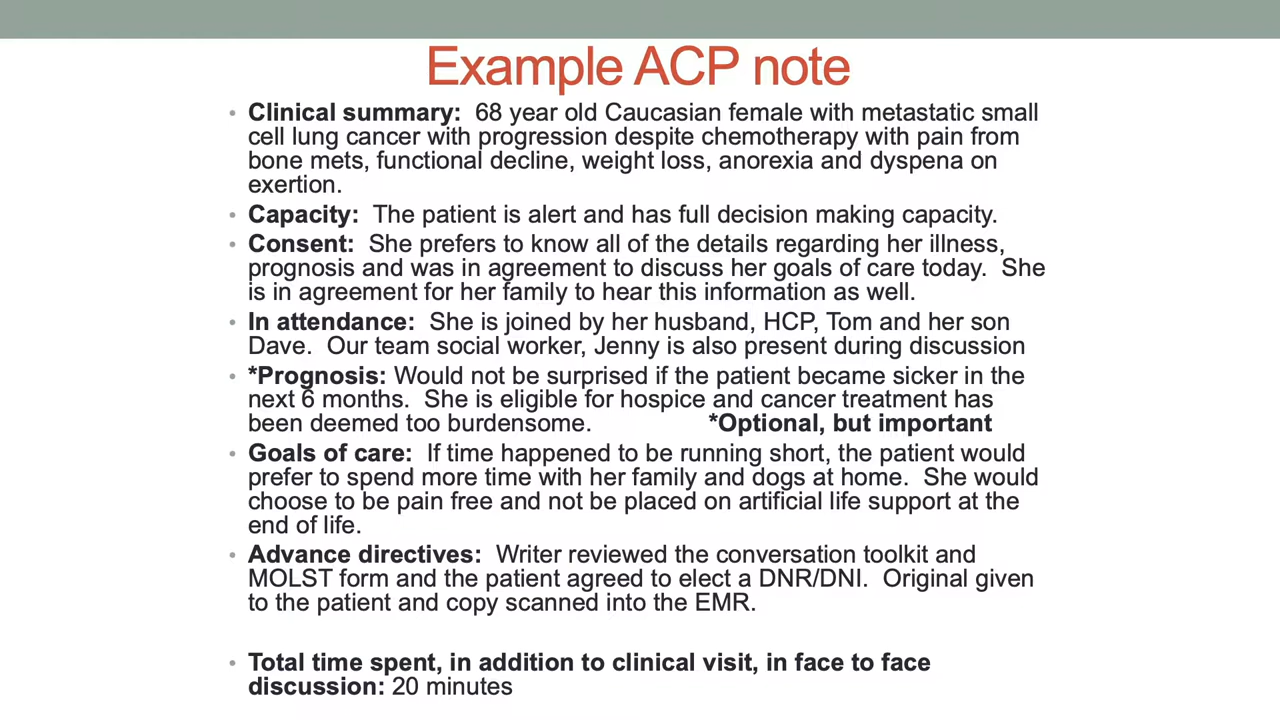 Example ACP note
• Clinical summary:  68 year old Caucasian female with metastatic small
cell lung cancer with progression despite chemotherapy with pain from
bone mets, functional decline, weight loss, anorexia and dyspena on
exertion.
• Capacity:  The patient is alert and has full decision making capacity.
• Consent:  She prefers to know all of the details regarding her illness,
prognosis and was in agreement to discuss her goals of care today.  She
is in agreement for her family to hear this information as well.
• In attendance:  She is joined by her husband, HCP, Tom and her son
Dave.  Our team social worker, Jenny is also present during discussion
• *Prognosis: Would not be surprised if the patient became sicker in the
next 6 months.  She is eligible for hospice and cancer treatment has
been deemed too burdensome. *Optional, but important
• Goals of care:  If time happened to be running short, the patient would
prefer to spend more time with her family and dogs at home.  She would
choose to be pain free and not be placed on artificial life support at the
end of life.
• Advance directives:  Writer reviewed the conversation toolkit and
MOLST form and the patient agreed to elect a DNR/DNI.  Original given
to the patient and copy scanned into the EMR.
• Total time spent, in addition to clinical visit, in face to face
discussion: 20 minutes